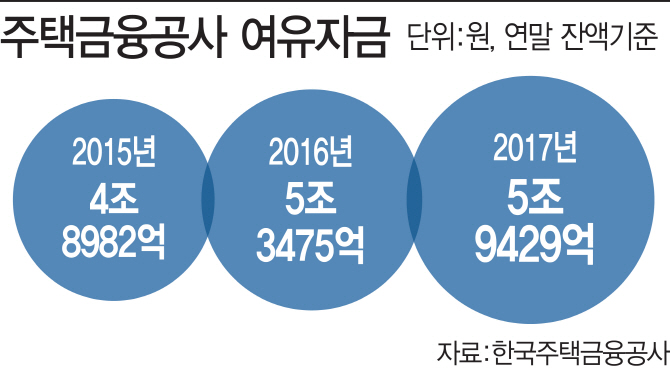 주택금융공사 여유자금 단위:원, 연말 잔액기준
2015년
4조
8982억
2016년
5조
3475억
2017년
5조
9429억
자료:한국주택금융공사